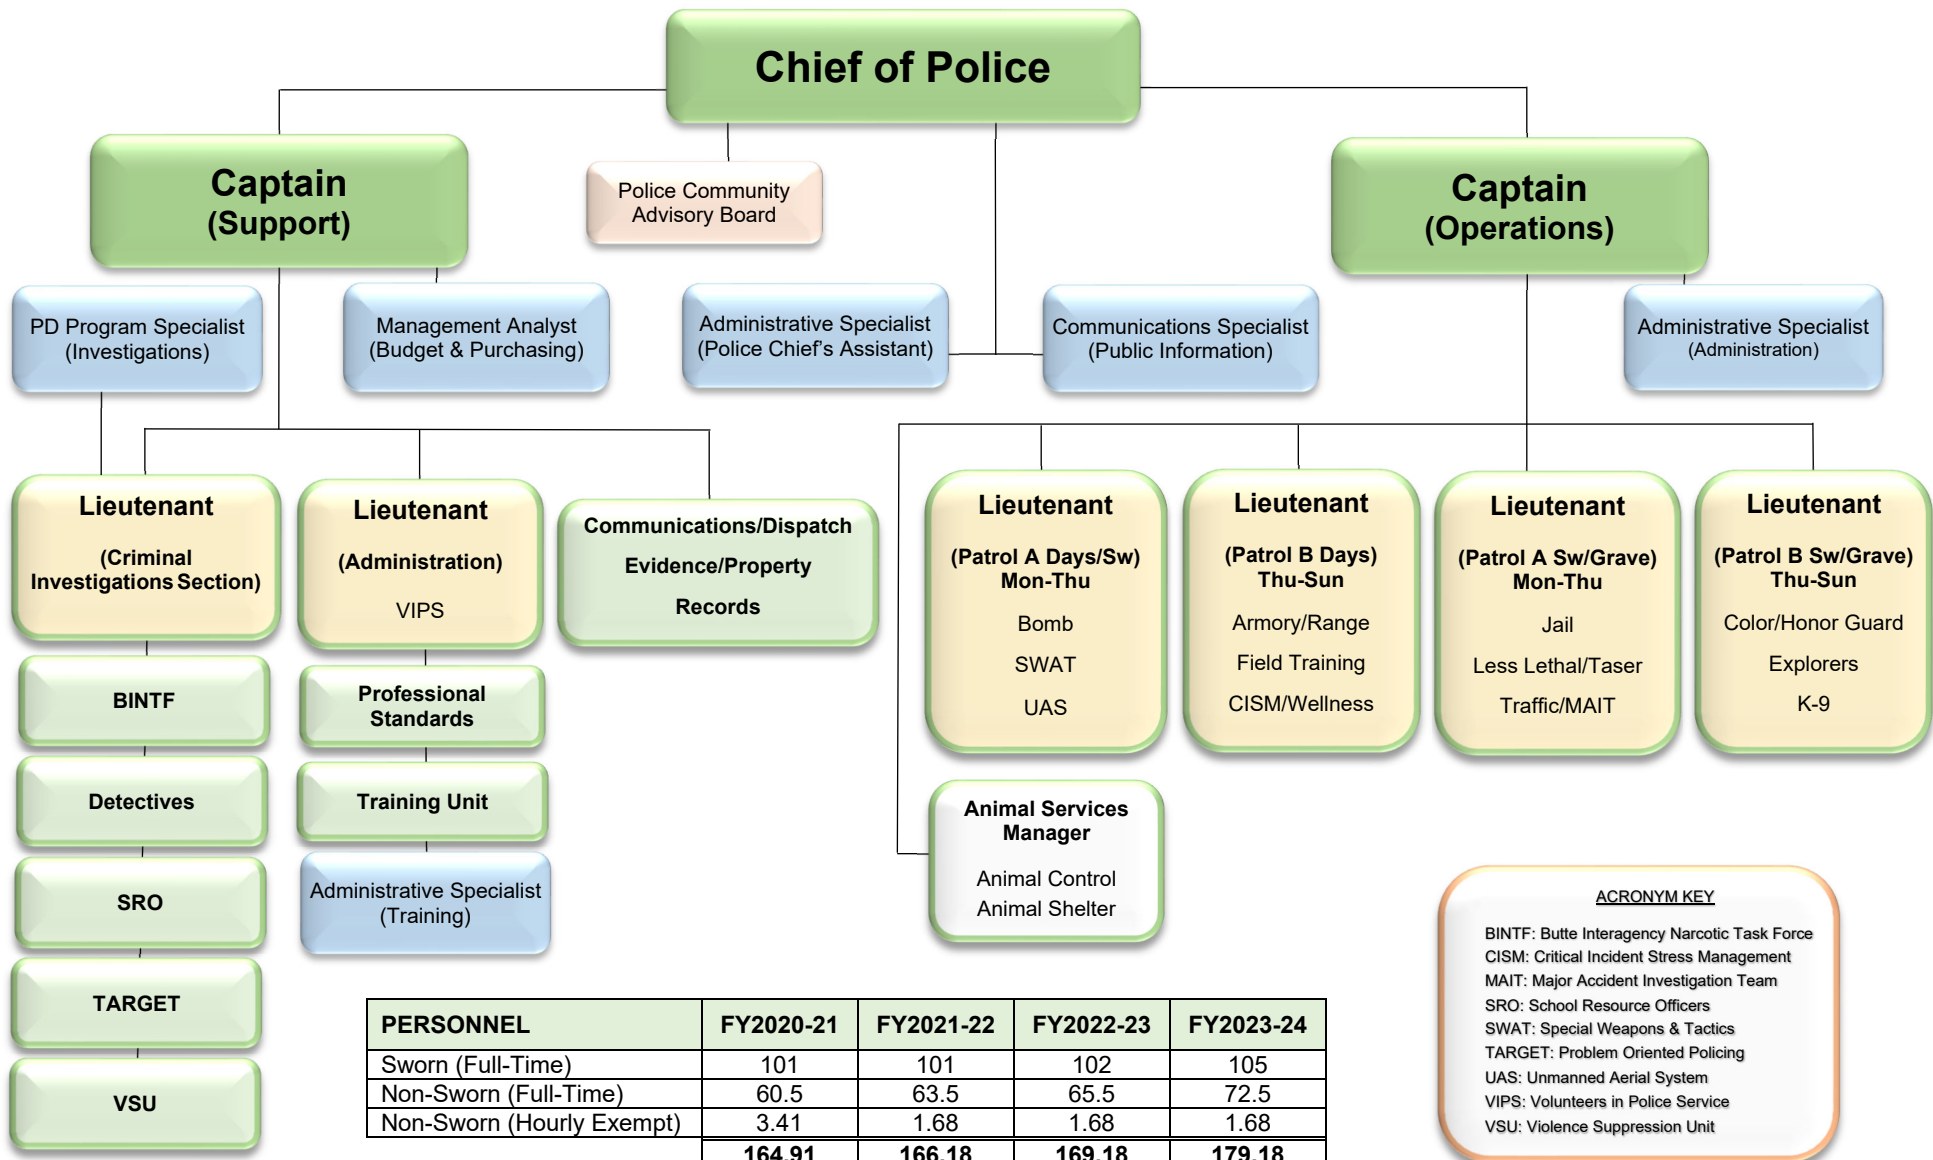 Chief of Police
Captain
(Support)
Police Community
Advisory Board
Captain
(Operations)
PD Program Specialist
(Investigations)
Management Analyst
(Budget & Purchasing)
Administrative Specialist
(Police Chief's Assistant)
Communications Specialist
(Public Information)
Administrative Specialist
(Administration)
Lieutenant
(Criminal
Investigations Section)
BINTF
Detectives
SRO
TARGET
VSU
Lieutenant
(Administration)
VIPS
Professional
Standards
Training Unit
Administrative Specialist
(Training)
Communications/Dispatch
Evidence/Property
Records
Lieutenant
(Patrol A Days/Sw)
Mon-Thu
Bomb
SWAT
UAS
Lieutenant
(Patrol B Days)
Thu-Sun
Armory/Range
Field Training
CISM/Wellness
Lieutenant
(Patrol A Sw/Grave)
Mon-Thu
Jail
Less Lethal/Taser
Traffic/MAIT
Lieutenant
(Patrol B Sw/Grave)
Thu-Sun
Color/Honor Guard
Explorers
K-9
Animal Services
Manager
Animal Control
Animal Shelter
PERSONNEL FY2020-21 FY2021-22 FY2022-23 FY2023-24
Sworn (Full-Time) 101 101 102 105
Non-Sworn (Full-Time) 60.5 63.5 65.5 72.5
Non-Sworn (Hourly Exempt) 3.41 1.68 1.68 1.68
164.91 166.18 169.18 179.18
ACRONYM KEY
BINTF: Butte Interagency Narcotic Task Force
CISM: Critical Incident Stress Management
MAIT: Major Accident Investigation Team
SRO: School Resource Officers
SWAT: Special Weapons & Tactics
TARGET: Problem Oriented Policing
UAS: Unmanned Aerial System
VIPS: Volunteers in Police Service
VSU: Violence Suppression Unit